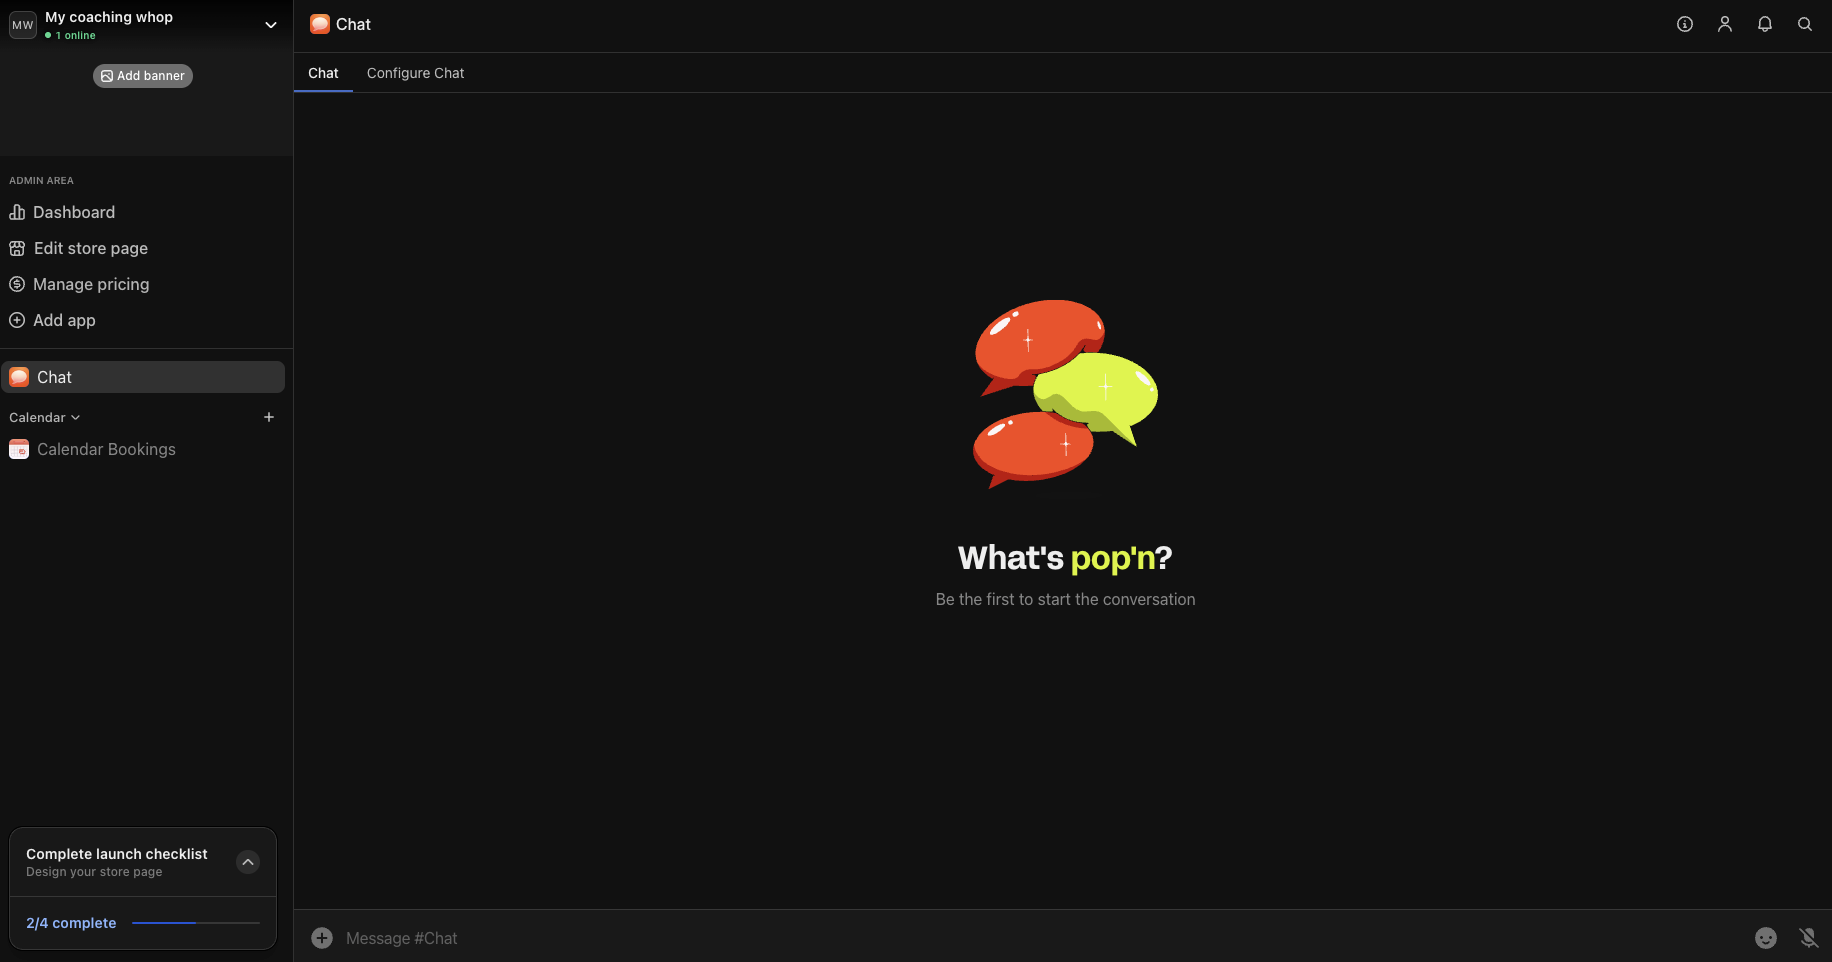 MW
My coaching whop
1 online
Add banner
ADMIN AREA
Dashboard
Edit store page
Manage pricing
Add app
Chat
Calendar
Calendar Bookings
Complete launch checklist
Design your store page
2/4 complete
Chat
Chat
Configure Chat
What's pop'n?
Be the first to start the conversation
Message #Chat